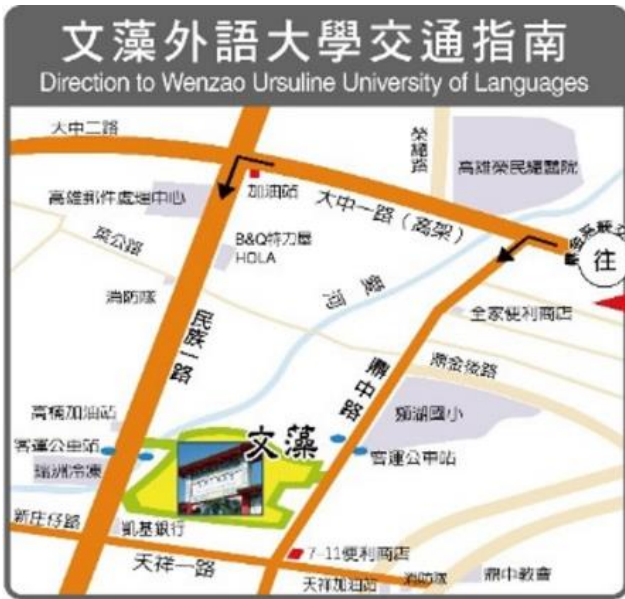 文藻外語大學交通指南
Direction to Wenzao Ursuline University of Languages
大中二路
榮總路
高雄榮民總醫院
加油站
高雄郵件處理中心
大中一路(高架)
B&Q特力屋
HOLA
菜公路
愛河
往
消防隊
全家便利商店
民族一路
鼎中路
鼎金後路
高楠加油站
獅湖國小
文藻
客運公車站
客運公車站
瑞洲冷凍
新庄仔路
凱基銀行
7-11便利商店
天祥一路
天祥加油站
消防隊
鼎中教會